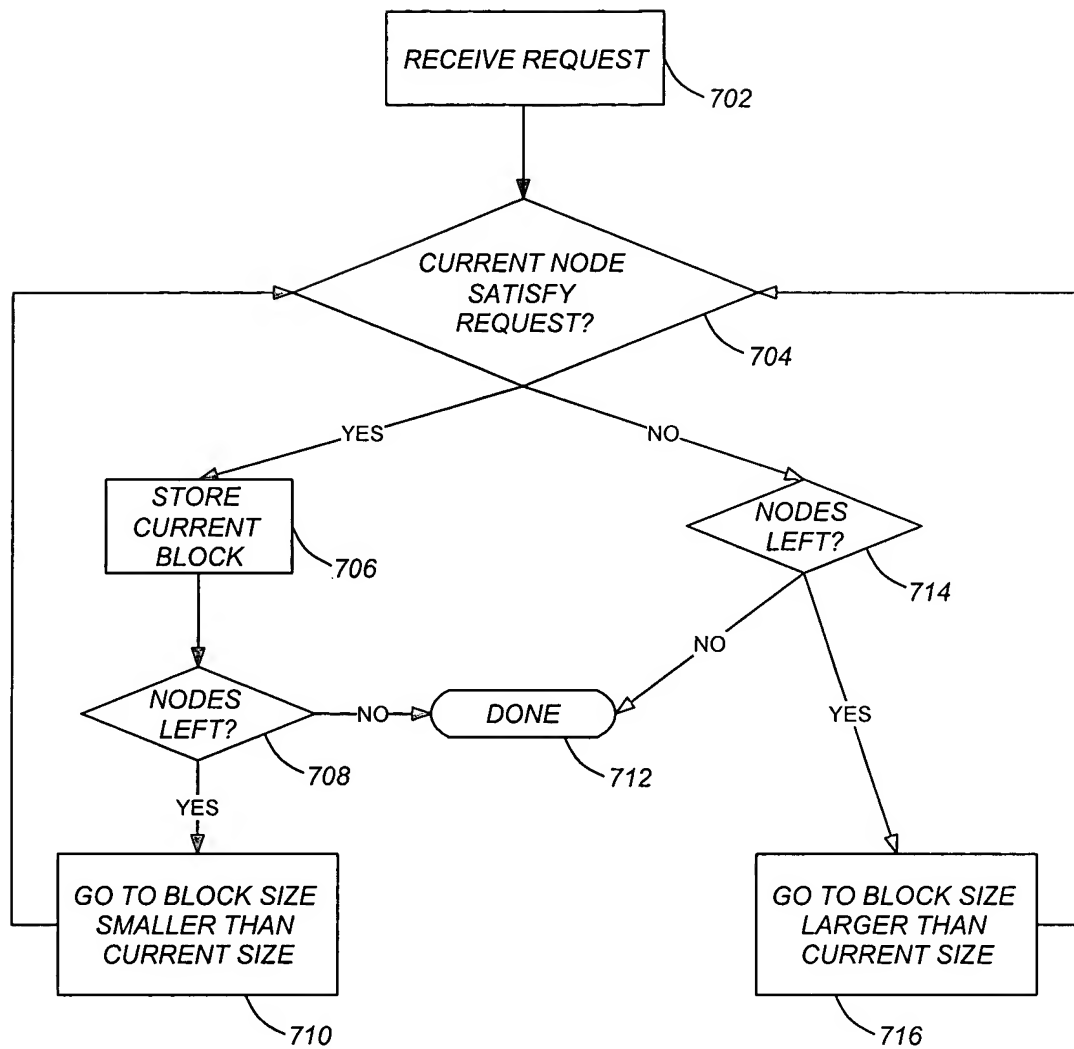 RECEIVE REQUEST
702
CURRENT NODE
SATISFY
REQUEST?
704
YES
NO
STORE
CURRENT
BLOCK
706
NODES
LEFT?
714
NO
NODES
LEFT?
708
NO
DONE
712
YES
YES
GO TO BLOCK SIZE
SMALLER THAN
CURRENT SIZE
710
GO TO BLOCK SIZE
LARGER THAN
CURRENT SIZE
716